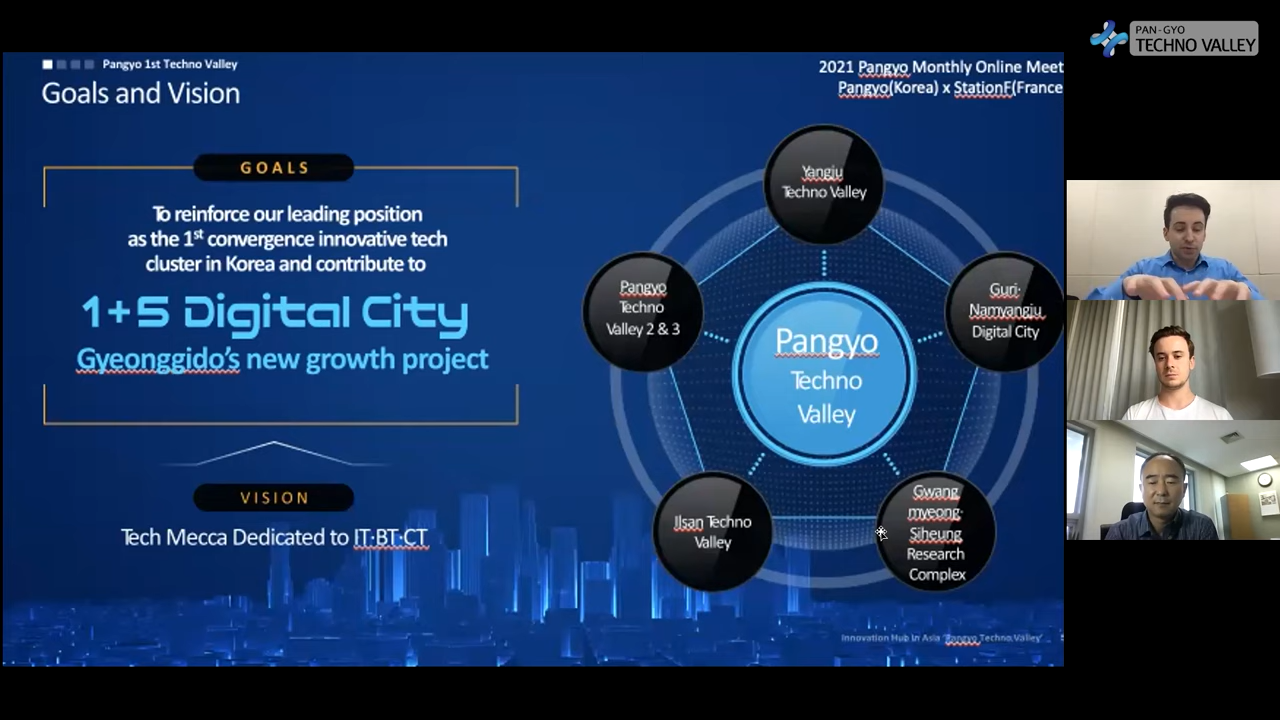 PAN-GYO
TECHNO VALLEY
Pangyo 1st Techno Valley
Goals and Vision
2021 Pangyo Monthly Online Meet
Pangyo(Korea) x StationF(France
GOALS
To reinforce our leading position
as the 1st convergence innovative tech
cluster in Korea and contribute to
1+5 Digital City
Gyeonggido's new growth project
VISION
Tech Mecca Dedicated to IT·BT·CT
Yangju
Techno Valley
Pangyo
Techno
Valley 2 & 3
Guri·
Namyangju
Digital City
Pangyo
Techno
Valley
Ilsan Techno
Valley
Gwang
myeong·
Siheung
Research
Complex
Innovation Hub in Asia 'Pangyo Techno Valley'